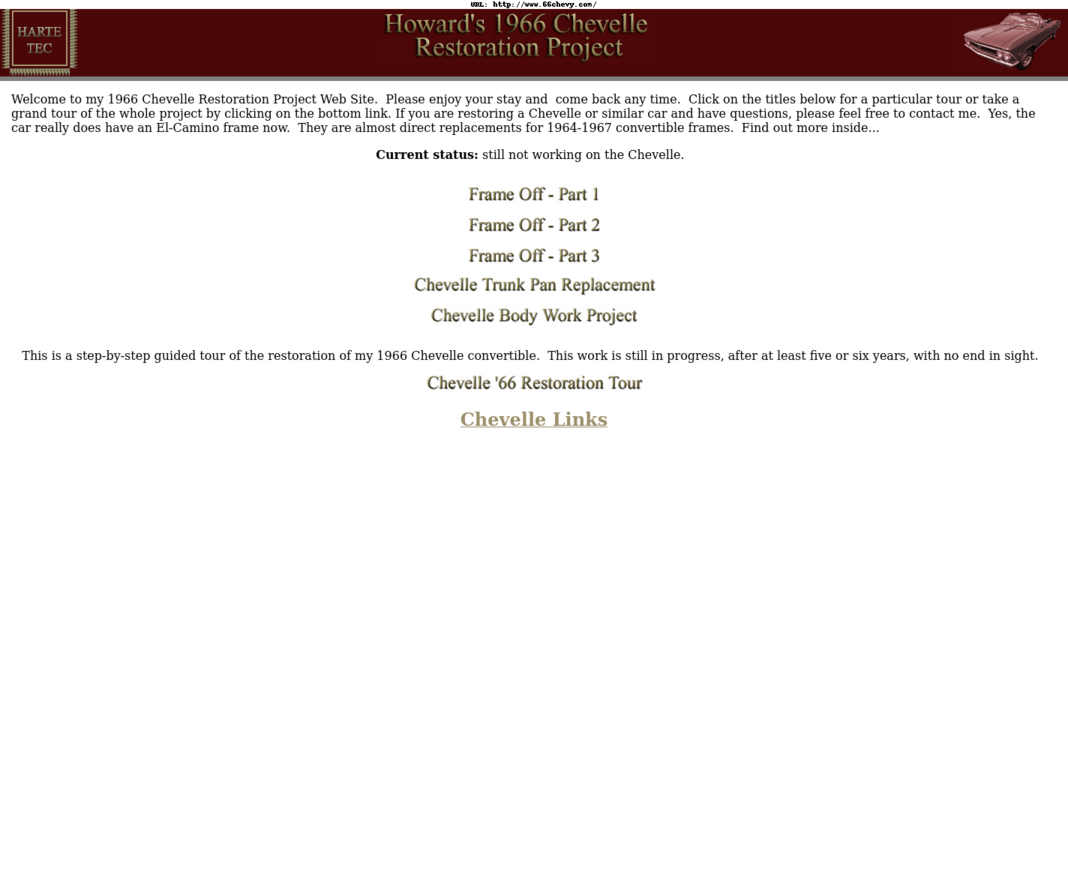 URL: http://www.66chevy.com/
HARTE
TEC
Howard's 1966 Chevelle
Restoration Project
Welcome to my 1966 Chevelle Restoration Project Web Site.  Please enjoy your stay and  come back any time.  Click on the titles below for a particular tour or take a
grand tour of the whole project by clicking on the bottom link. If you are restoring a Chevelle or similar car and have questions, please feel free to contact me.  Yes, the
car really does have an El-Camino frame now.  They are almost direct replacements for 1964-1967 convertible frames.  Find out more inside...
Current status: still not working on the Chevelle.
Frame Off - Part 1
Frame Off - Part 2
Frame Off - Part 3
Chevelle Trunk Pan Replacement
Chevelle Body Work Project
This is a step-by-step guided tour of the restoration of my 1966 Chevelle convertible.  This work is still in progress, after at least five or six years, with no end in sight.
Chevelle '66 Restoration Tour
Chevelle Links